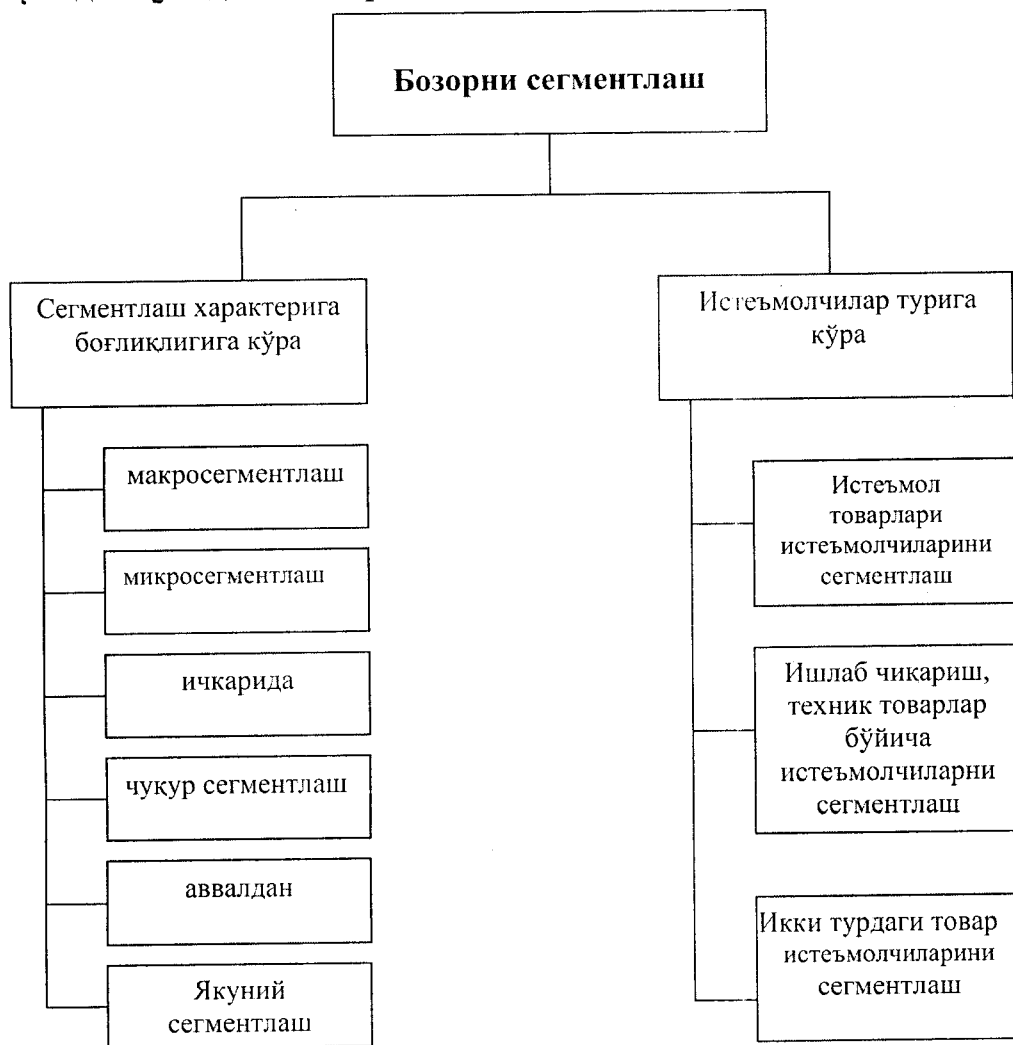 Бозорни сегментлаш
Сегментлаш характерига
боғлиқлигига кўра
макросегментлаш
микросегментлаш
ичкарида
чуқур сегментлаш
аввалдан
Якуний
сегментлаш
Истеъмолчилар турига
кўра
Истеъмол
товарлари
истеъмолчиларини
сегментлаш
Ишлаб чикариш,
техник товарлар
бўйича
истеъмолчиларни
сегментлаш
Икки турдаги товар
истеъмолчиларини
сегментлаш